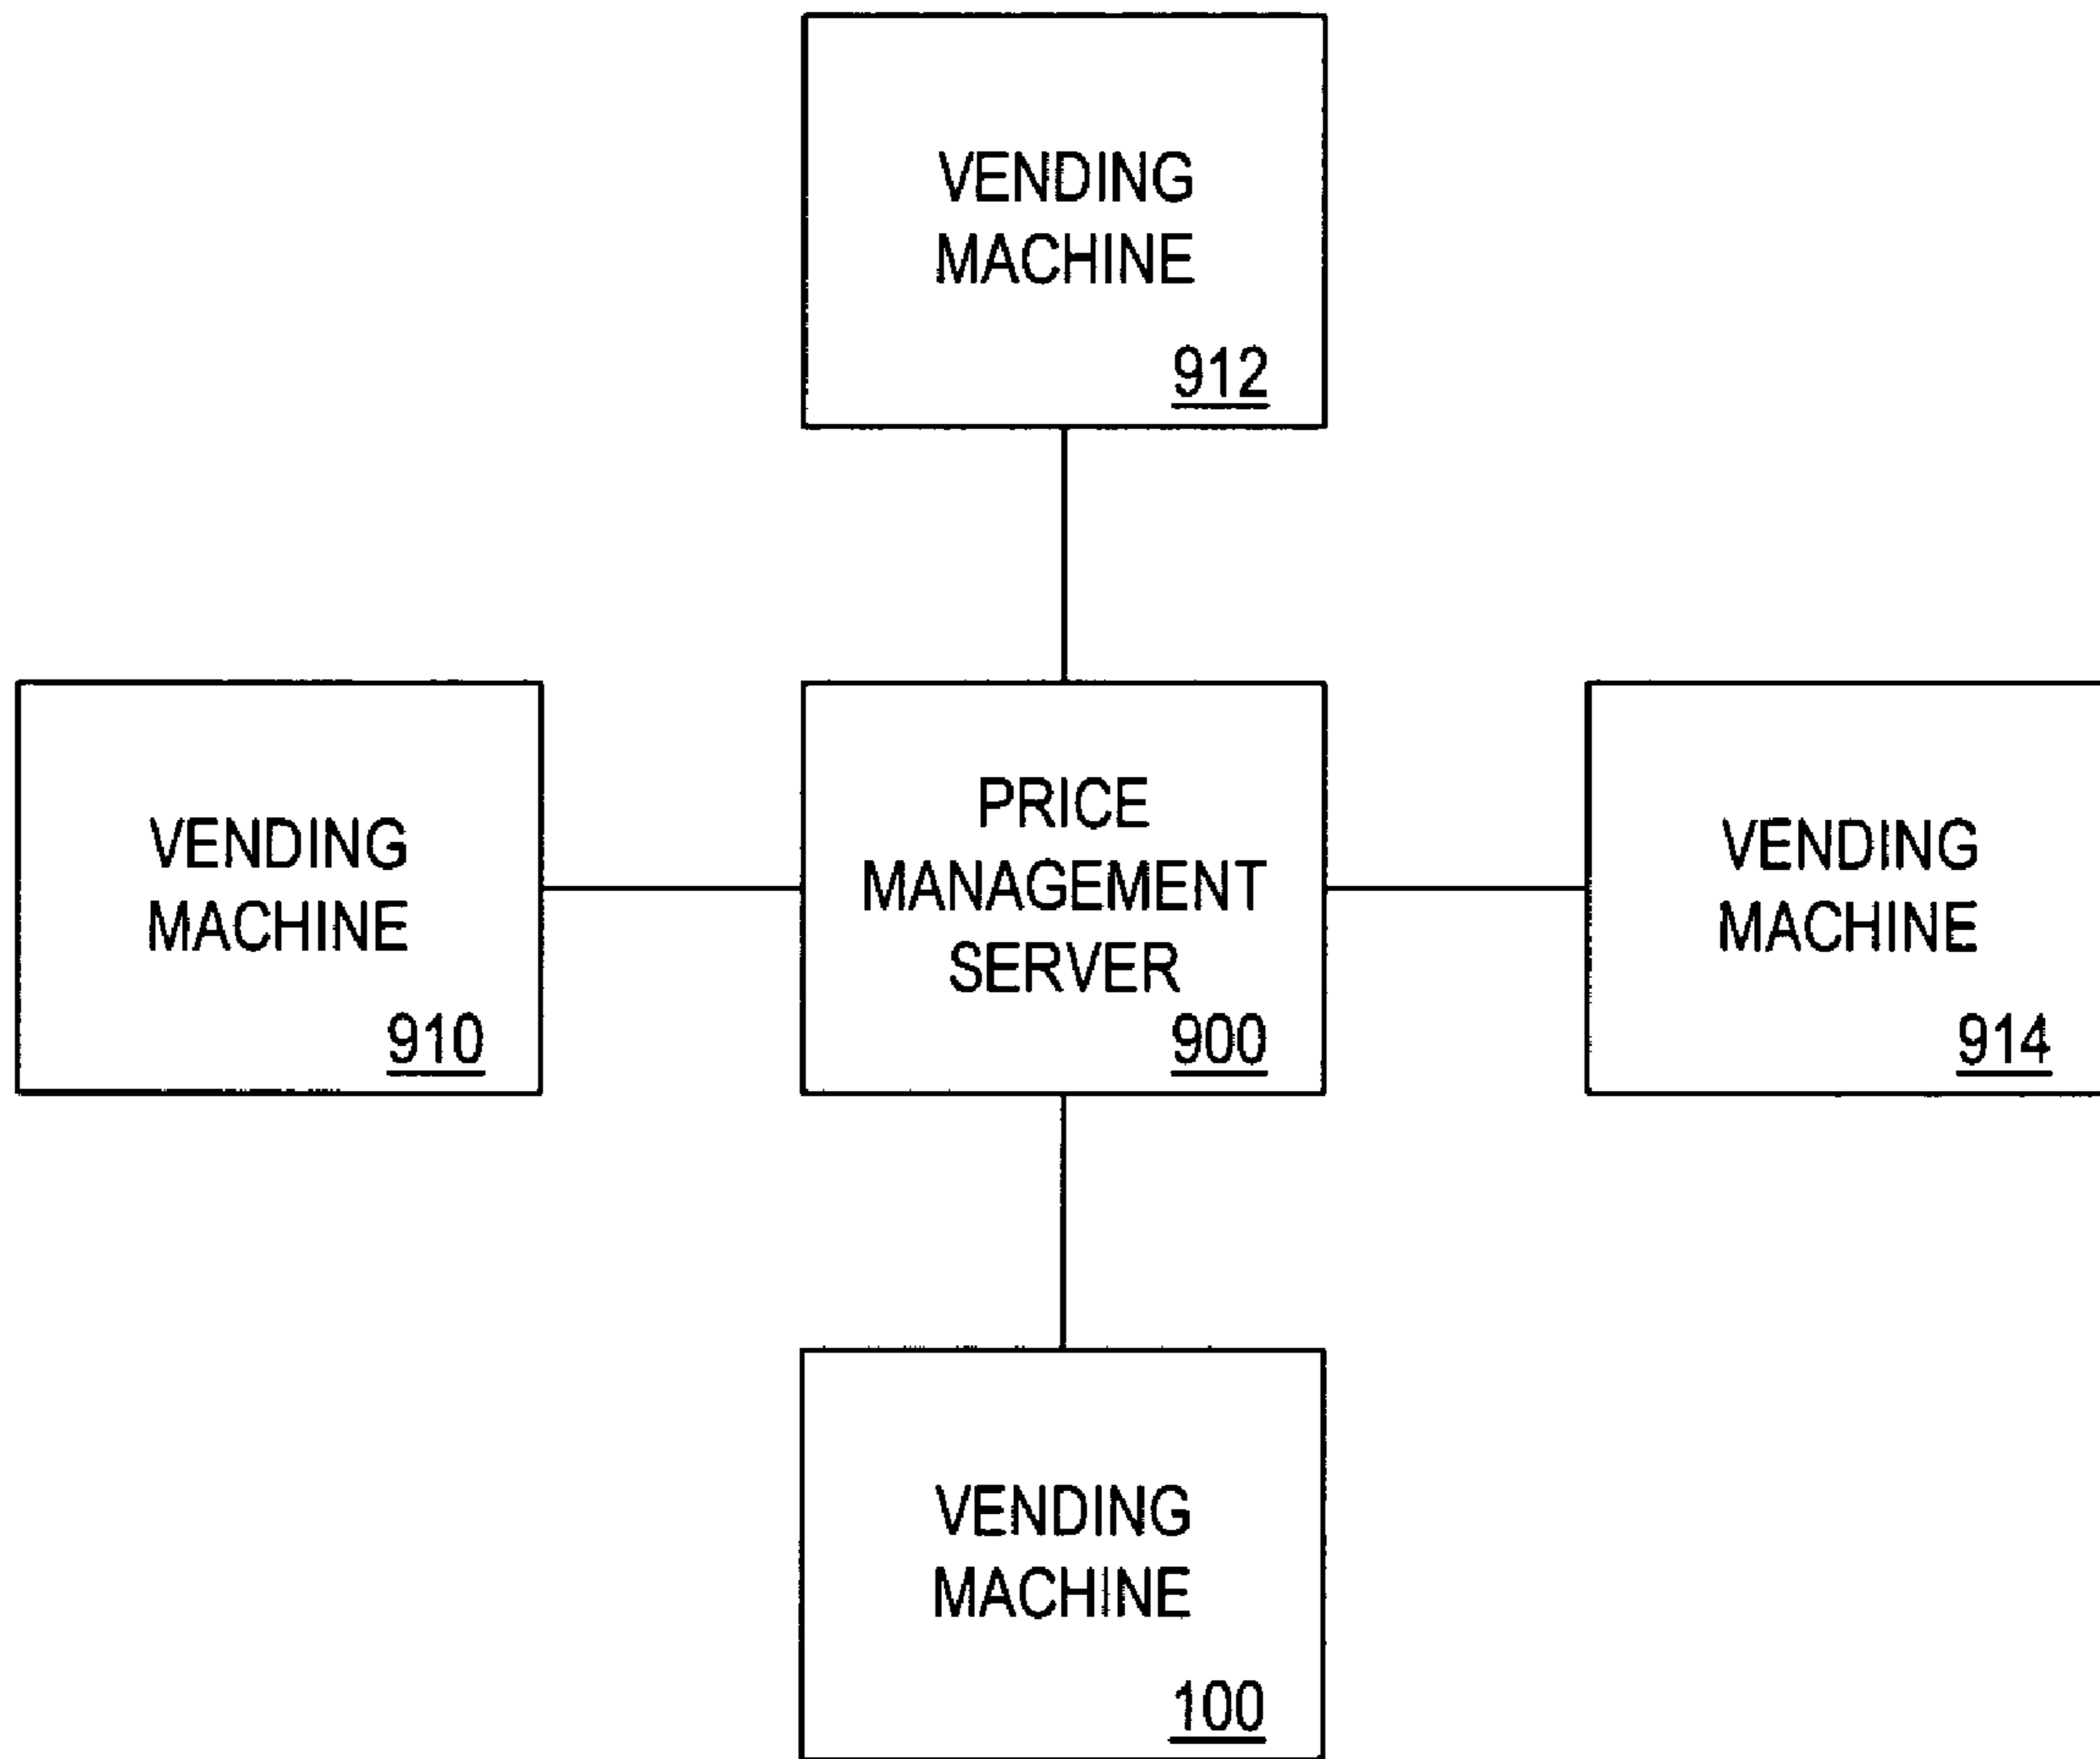 VENDING
MACHINE
912
VENDING
MACHINE
910
PRICE
MANAGEMENT
SERVER
900
VENDING
MACHINE
914
VENDING
MACHINE
100